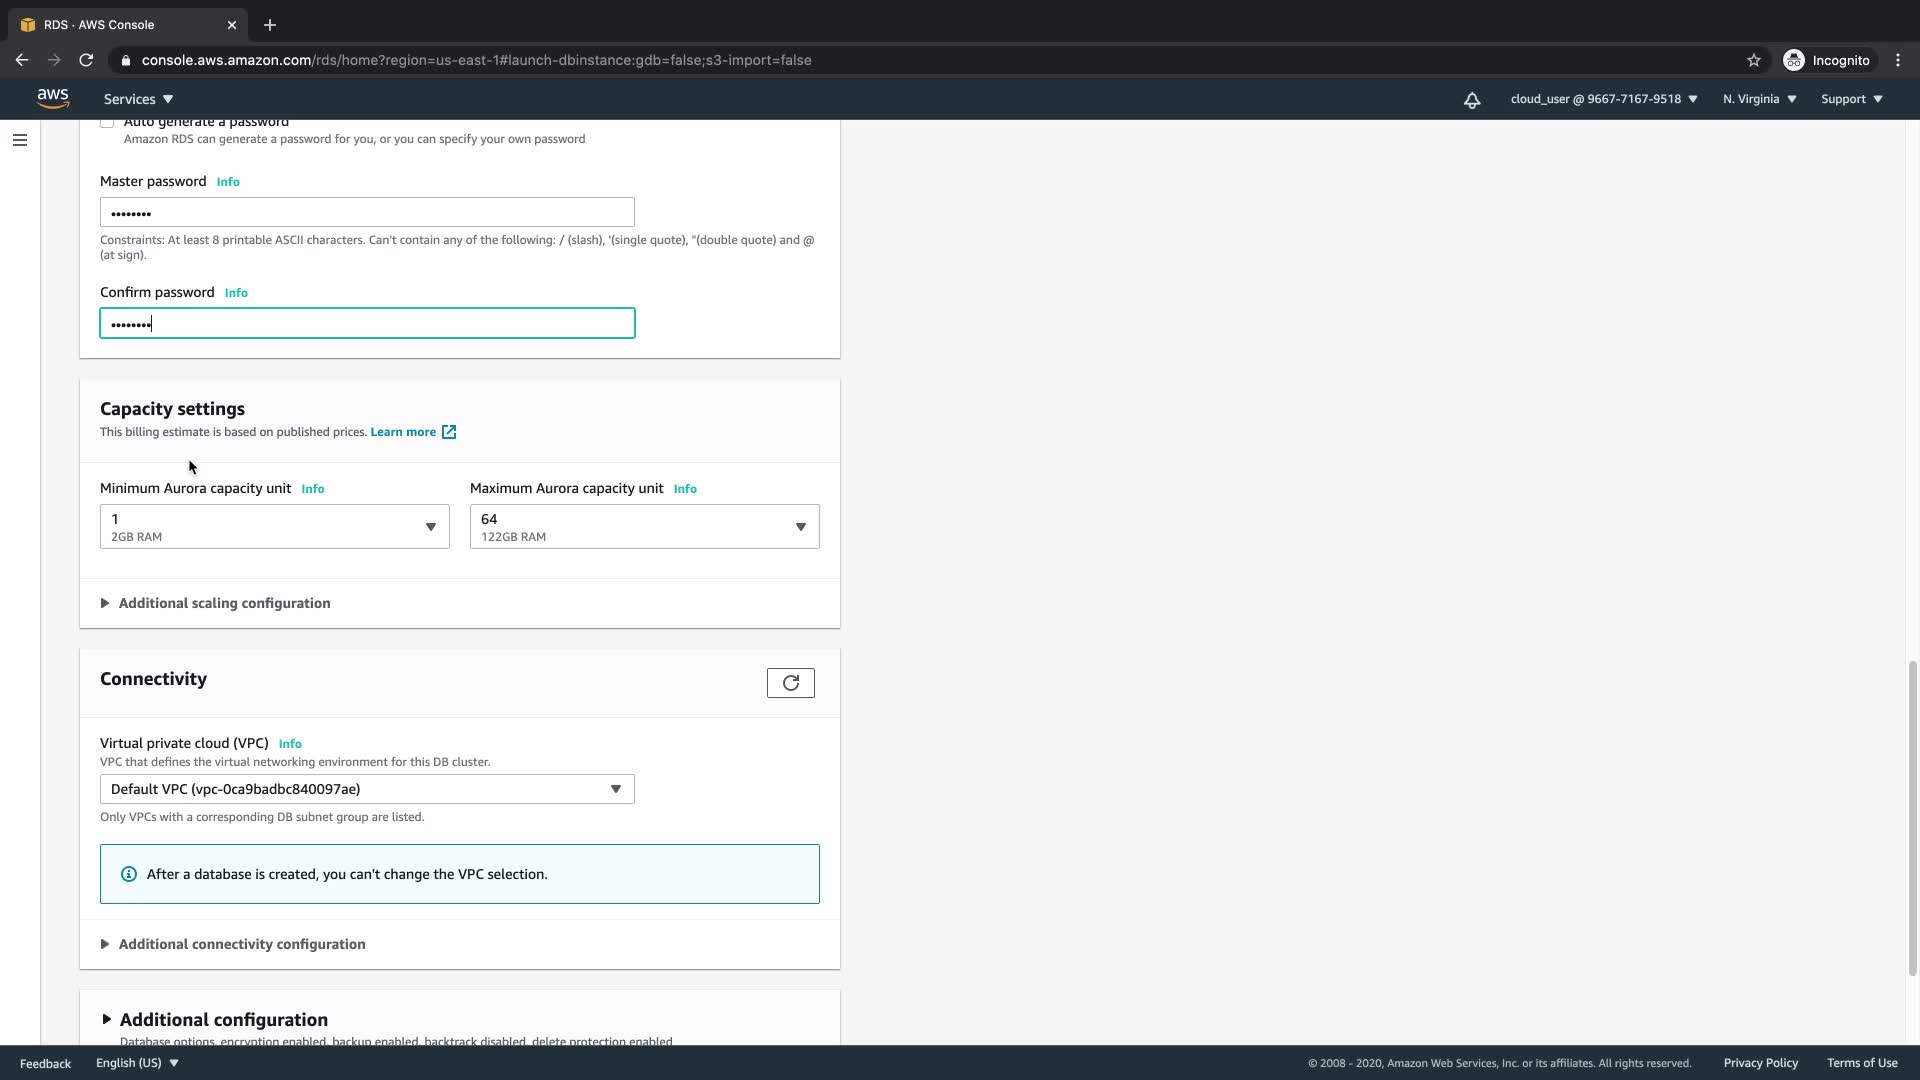 RDS · AWS Console
console.aws.amazon.com/rds/home?region=us-east-1#launch-dbinstance:gdb=false;s3-import=false
Incognito
aws
Services
cloud_user @ 9667-7167-9518
N. Virginia
Support
Auto generate a password
Amazon RDS can generate a password for you, or you can specify your own password
Master password Info
••••••••
Constraints: At least 8 printable ASCII characters. Can't contain any of the following: / (slash), '(single quote), "(double quote) and @
(at sign).
Confirm password Info
••••••••
Capacity settings
This billing estimate is based on published prices. Learn more
Minimum Aurora capacity unit Info
Maximum Aurora capacity unit Info
1
2GB RAM
64
122GB RAM
Additional scaling configuration
Connectivity
Virtual private cloud (VPC) Info
VPC that defines the virtual networking environment for this DB cluster.
Default VPC (vpc-0ca9badbc840097ae)
Only VPCs with a corresponding DB subnet group are listed.
After a database is created, you can't change the VPC selection.
Additional connectivity configuration
Additional configuration
Database options, encryption enabled, backup enabled, backtrack disabled, delete protection enabled
Feedback
English (US)
© 2008 - 2020, Amazon Web Services, Inc. or its affiliates. All rights reserved.
Privacy Policy
Terms of Use